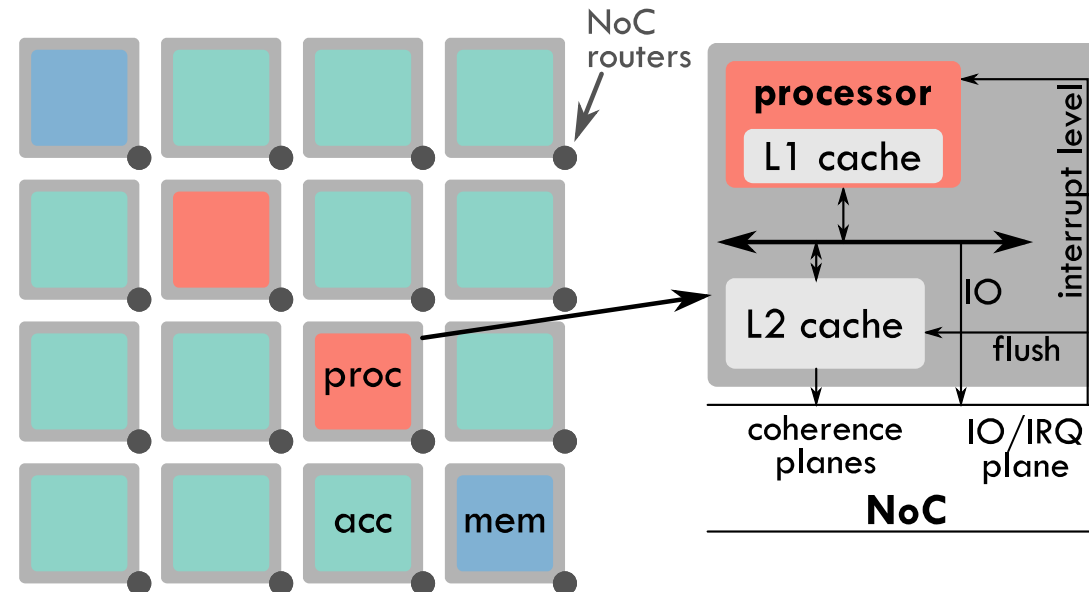 NoC
routers
proc
acc
mem
processor
L1 cache
L2 cache
IO
flush
interrupt level
coherence
planes
IO/IRQ
plane
NoC